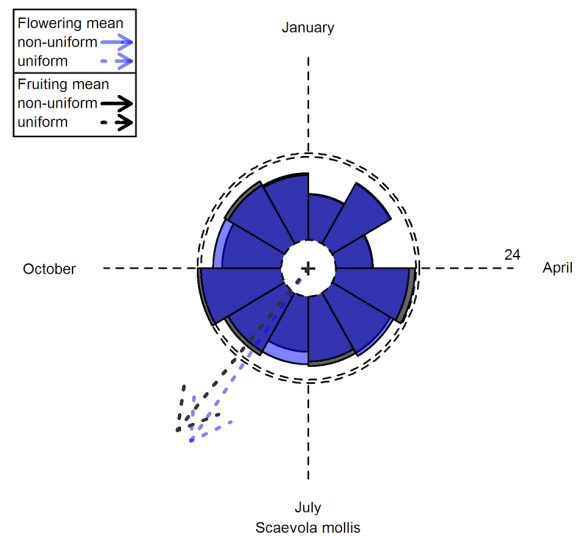 Flowering mean
non-uniform
uniform
Fruiting mean
non-uniform
uniform
January
24
April
October
July
Scaevola mollis